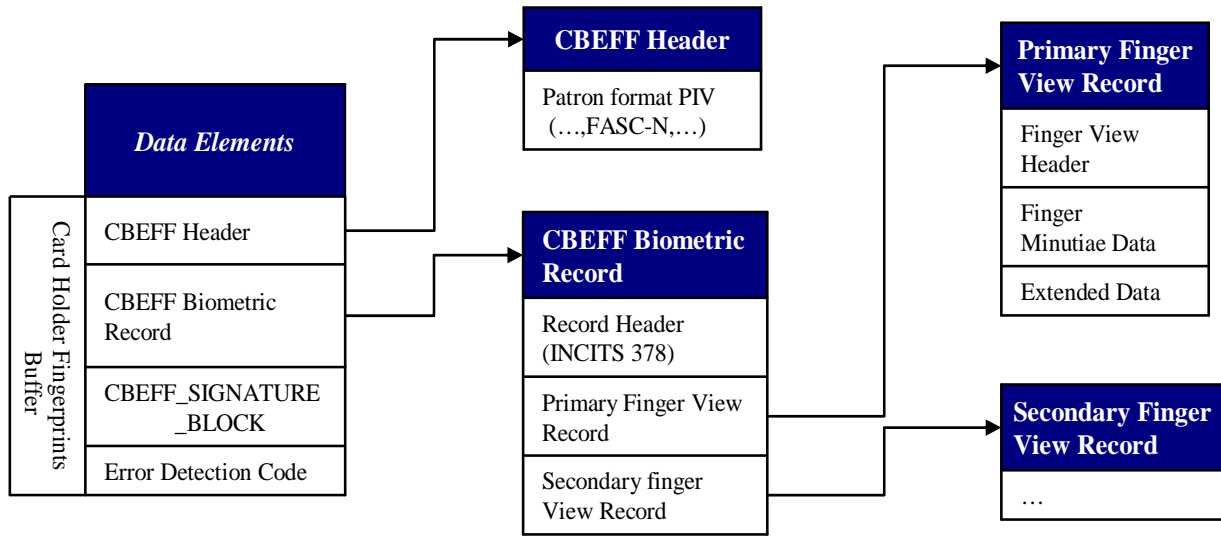 Card Holder Fingerprints
Buffer
Data Elements
CBEFF Header
CBEFF Biometric
Record
CBEFF_SIGNATURE
_BLOCK
Error Detection Code
CBEFF Header
Patron format PIV
(…,FASC-N,…)
CBEFF Biometric
Record
Record Header
(INCITS 378)
Primary Finger View
Record
Secondary finger
View Record
Primary Finger
View Record
Finger View
Header
Finger
Minutiae Data
Extended Data
Secondary Finger
View Record
…